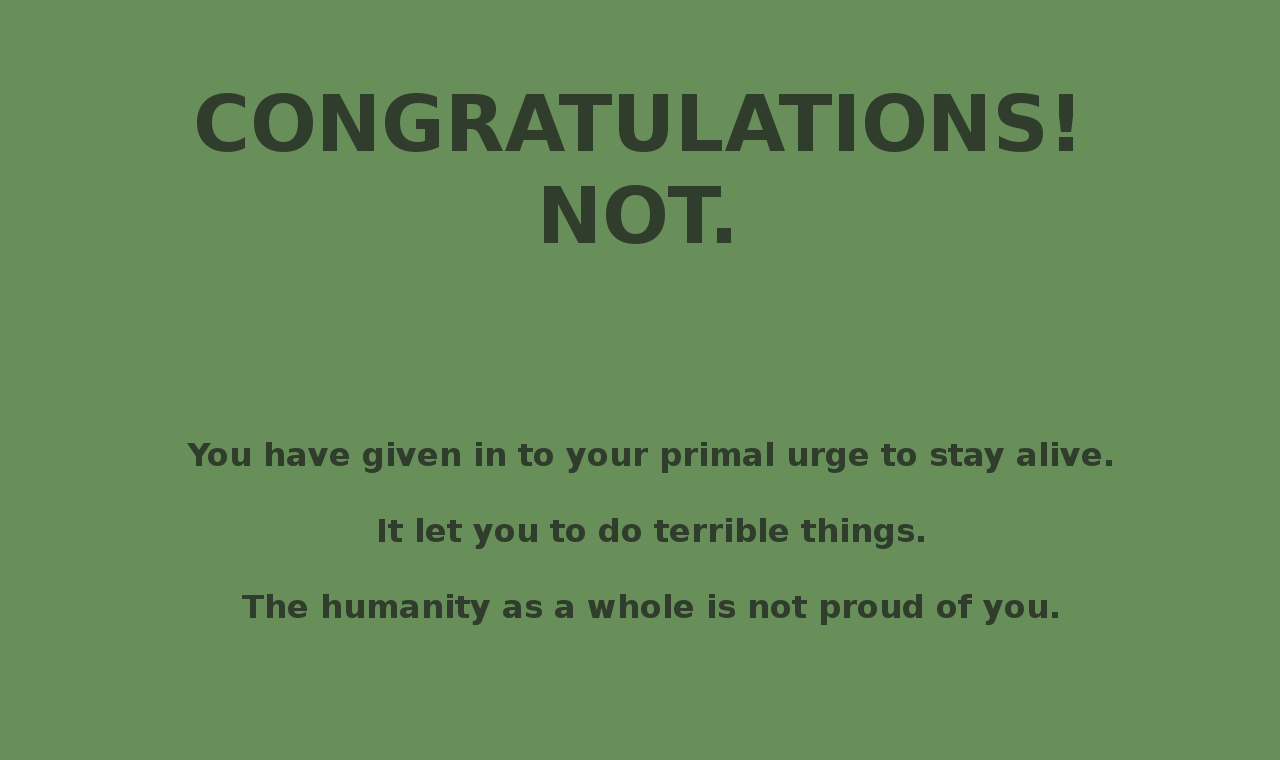 CONGRATULATIONS!
NOT.
You have given in to your primal urge to stay alive.
It let you to do terrible things.
The humanity as a whole is not proud of you.